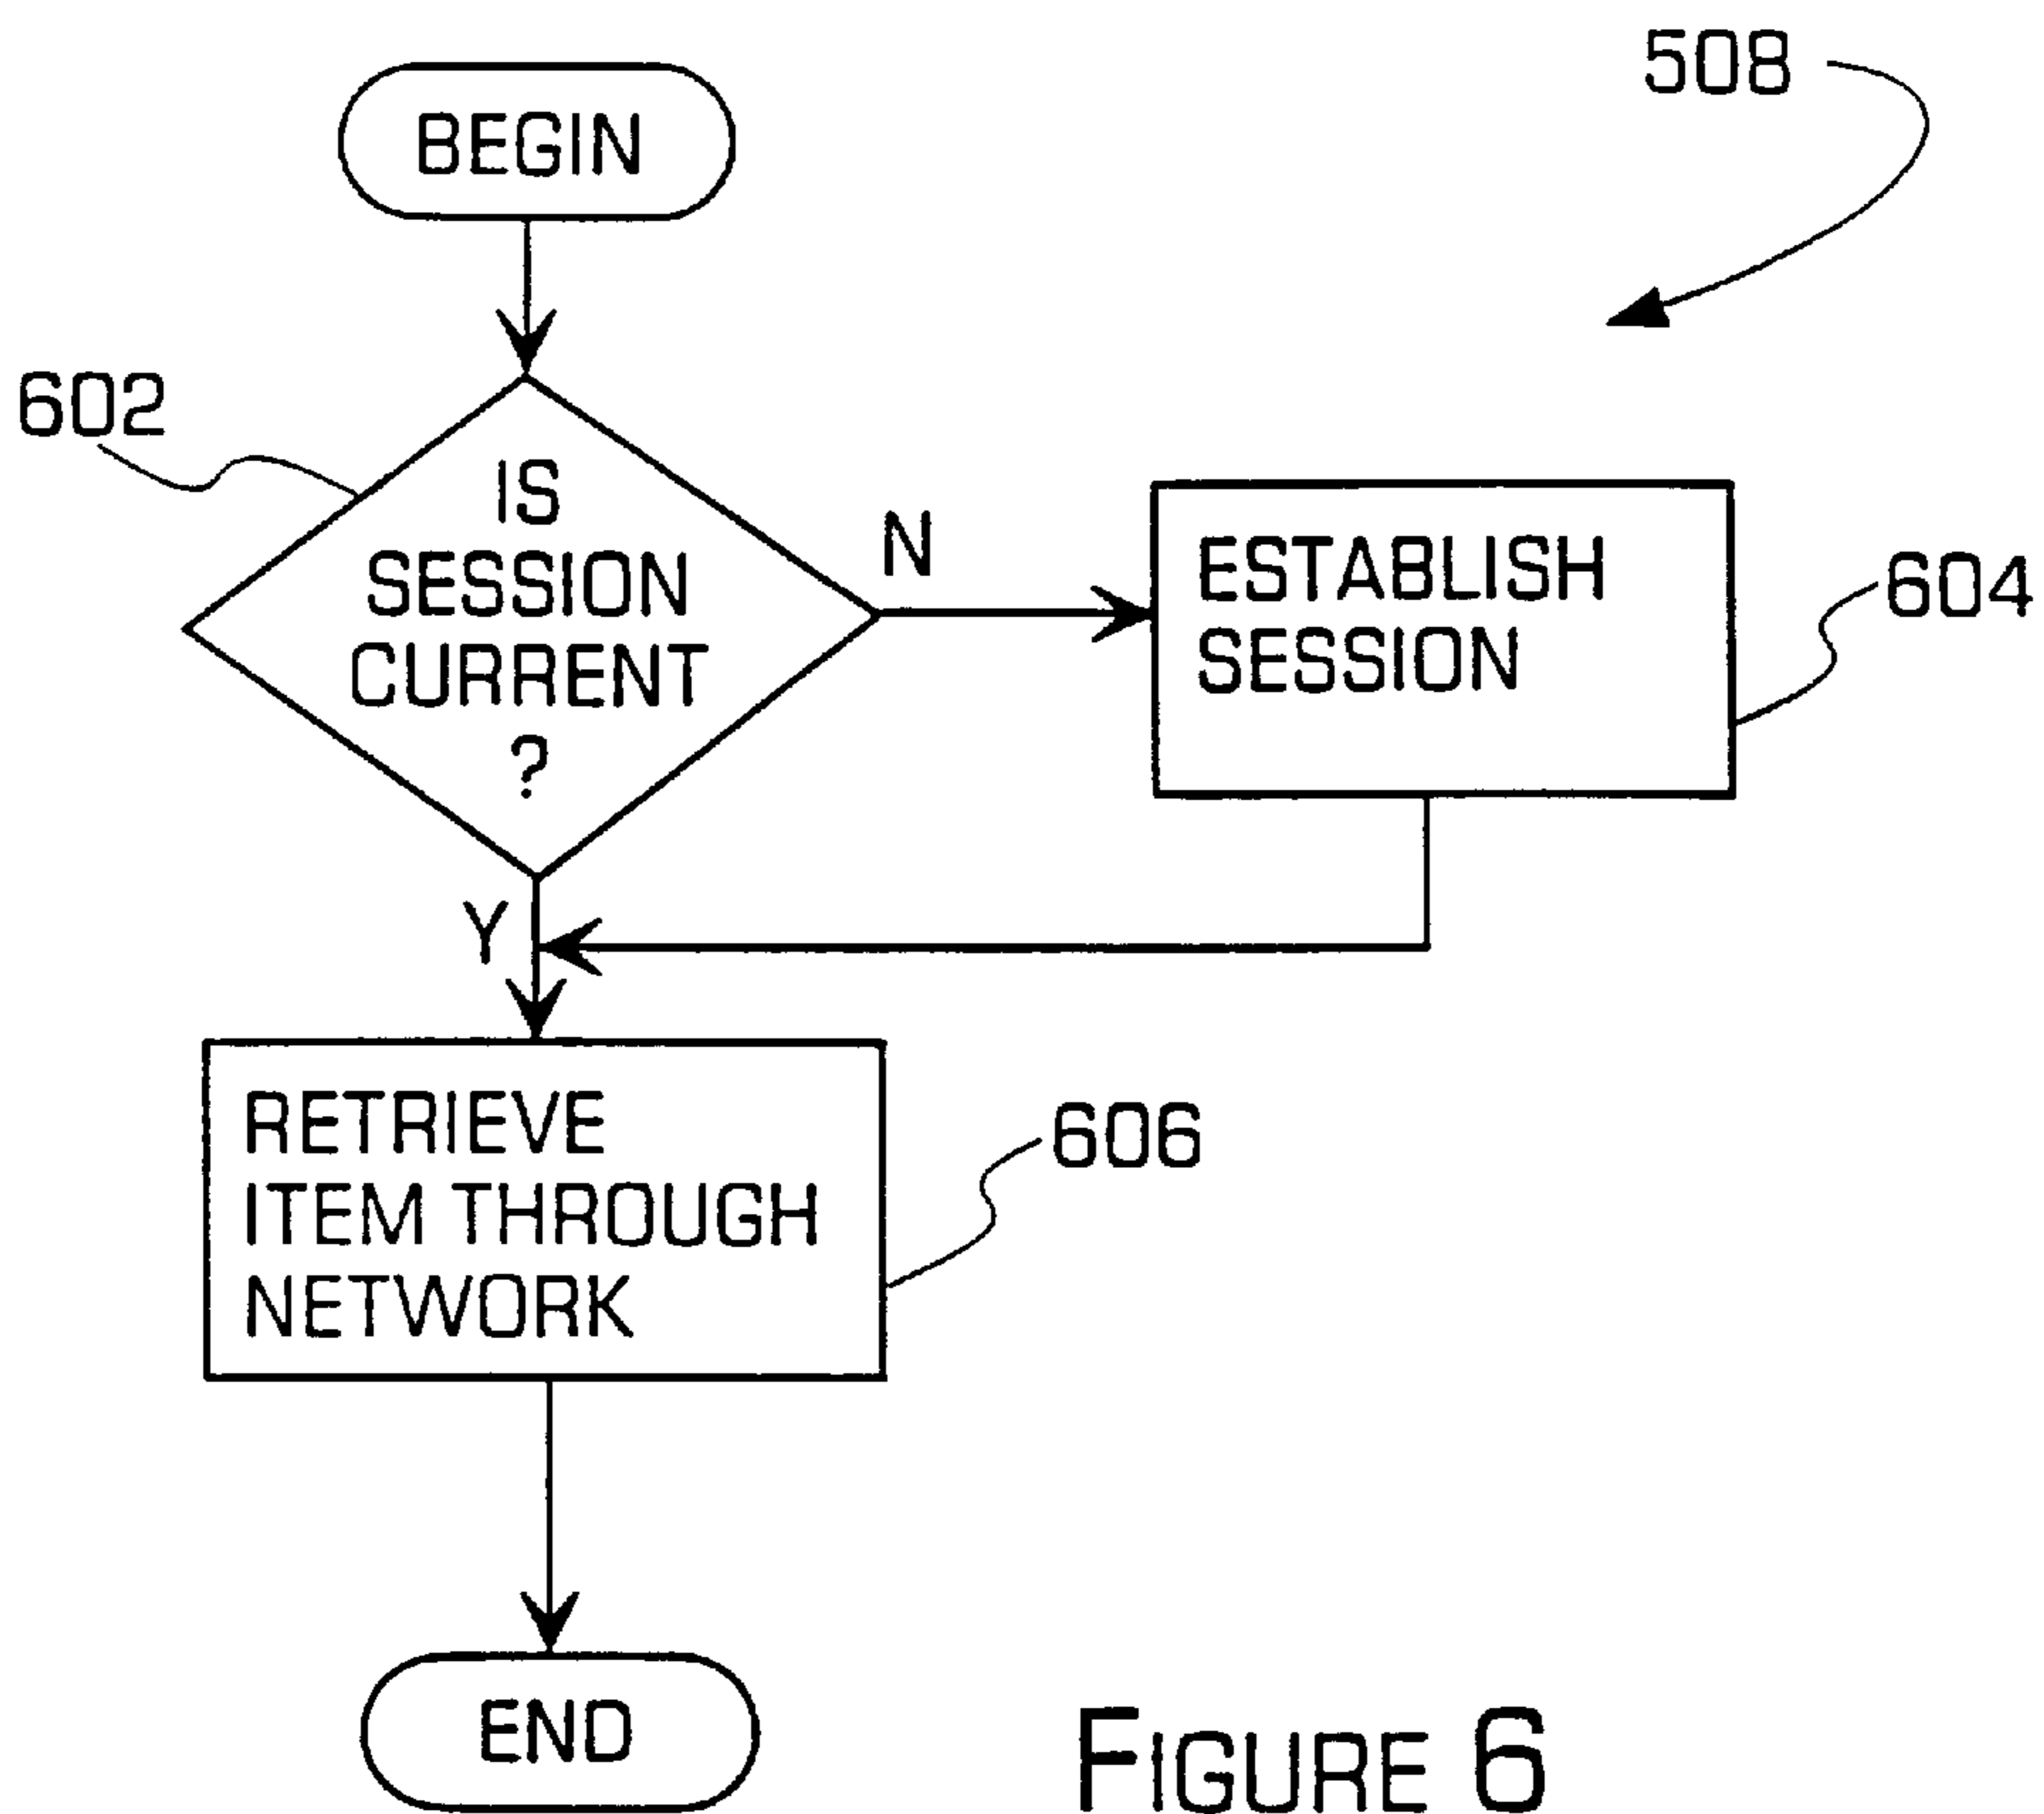 508
BEGIN
602
IS
SESSION
CURRENT
?
N
ESTABLISH
SESSION
604
Y
RETRIEVE
ITEM THROUGH
NETWORK
606
END
FIGURE 6